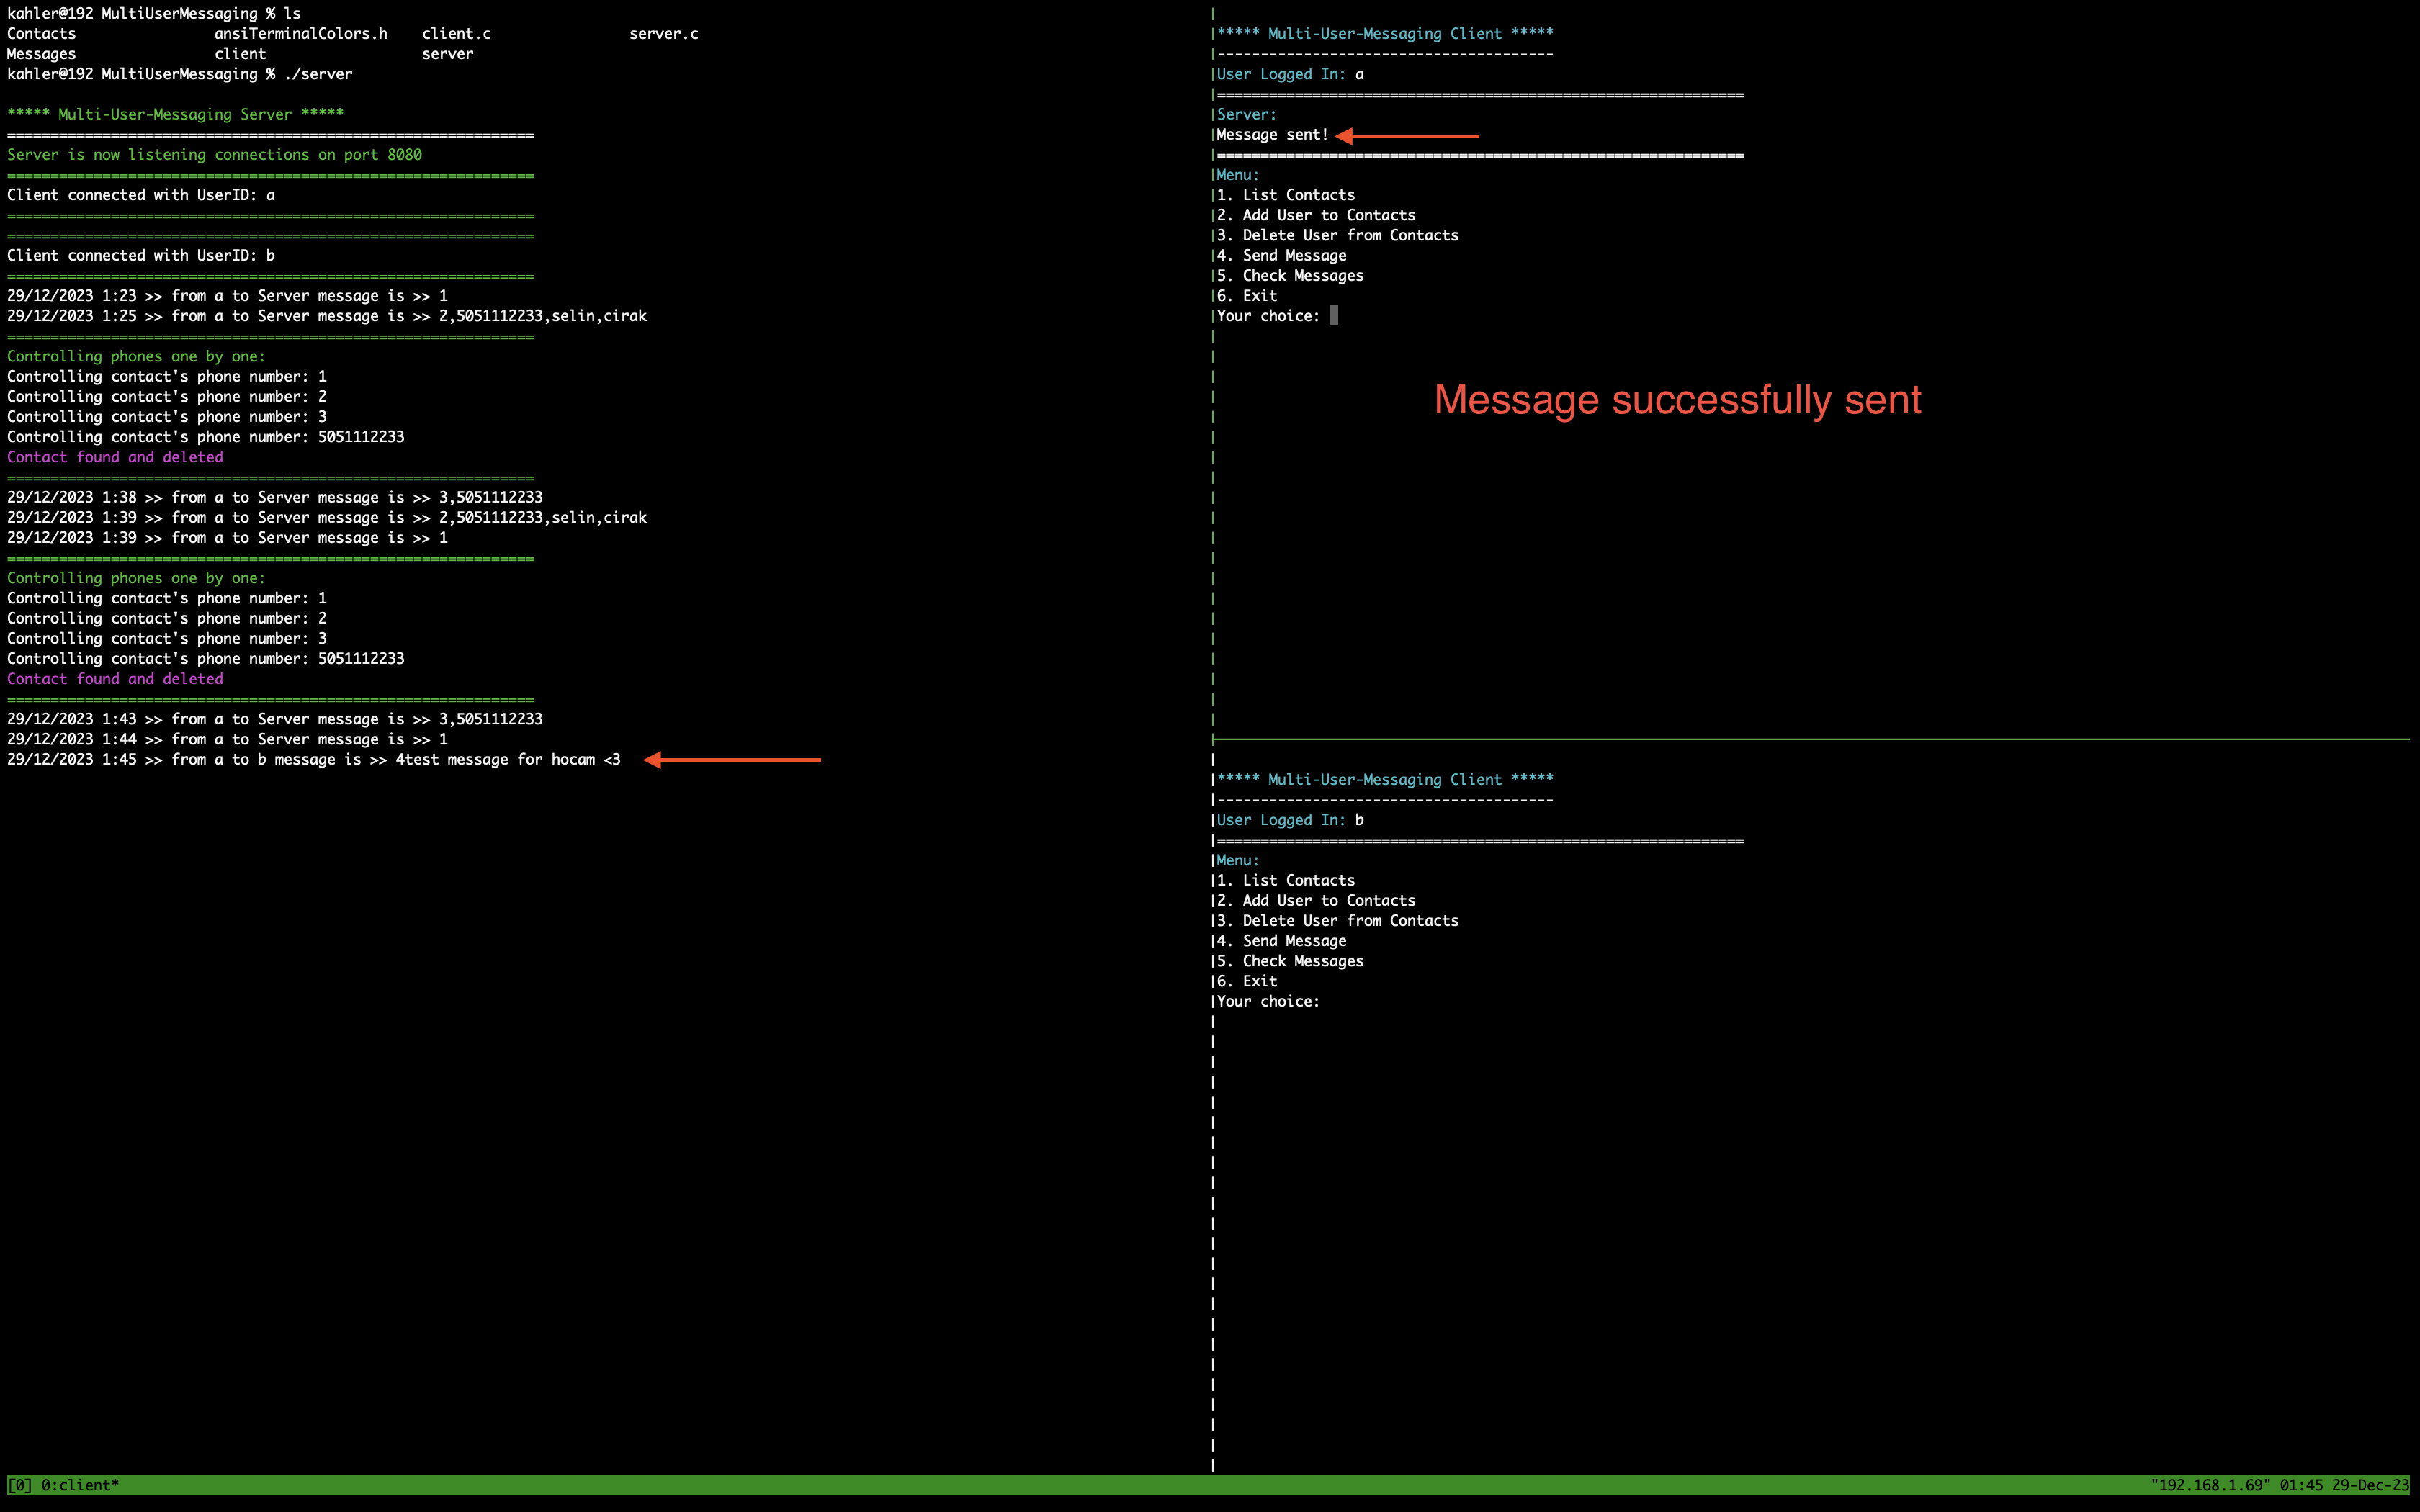 kahler@192 MultiUserMessaging % ls
Contacts ansiTerminalColors.h client.c server.c
Messages client server
kahler@192 MultiUserMessaging % ./server
***** Multi-User-Messaging Server *****
=============================================================
Server is now listening connections on port 8080
=============================================================
Client connected with UserID: a
=============================================================
=============================================================
Client connected with UserID: b
=============================================================
29/12/2023 1:23 >> from a to Server message is >> 1
29/12/2023 1:25 >> from a to Server message is >> 2,5051112233,selin,cirak
=============================================================
Controlling phones one by one:
Controlling contact's phone number: 1
Controlling contact's phone number: 2
Controlling contact's phone number: 3
Controlling contact's phone number: 5051112233
Contact found and deleted
=============================================================
29/12/2023 1:38 >> from a to Server message is >> 3,5051112233
29/12/2023 1:39 >> from a to Server message is >> 2,5051112233,selin,cirak
29/12/2023 1:39 >> from a to Server message is >> 1
=============================================================
Controlling phones one by one:
Controlling contact's phone number: 1
Controlling contact's phone number: 2
Controlling contact's phone number: 3
Controlling contact's phone number: 5051112233
Contact found and deleted
=============================================================
29/12/2023 1:43 >> from a to Server message is >> 3,5051112233
29/12/2023 1:44 >> from a to Server message is >> 1
29/12/2023 1:45 >> from a to b message is >> 4test message for hocam <3
***** Multi-User-Messaging Client *****
---------------------------------------
User Logged In: a
=============================================================
Server:
Message sent!
=============================================================
Menu:
1. List Contacts
2. Add User to Contacts
3. Delete User from Contacts
4. Send Message
5. Check Messages
6. Exit
Your choice:
Message successfully sent
***** Multi-User-Messaging Client *****
---------------------------------------
User Logged In: b
=============================================================
Menu:
1. List Contacts
2. Add User to Contacts
3. Delete User from Contacts
4. Send Message
5. Check Messages
6. Exit
Your choice:
[0] 0:client* "192.168.1.69" 01:45 29-Dec-23